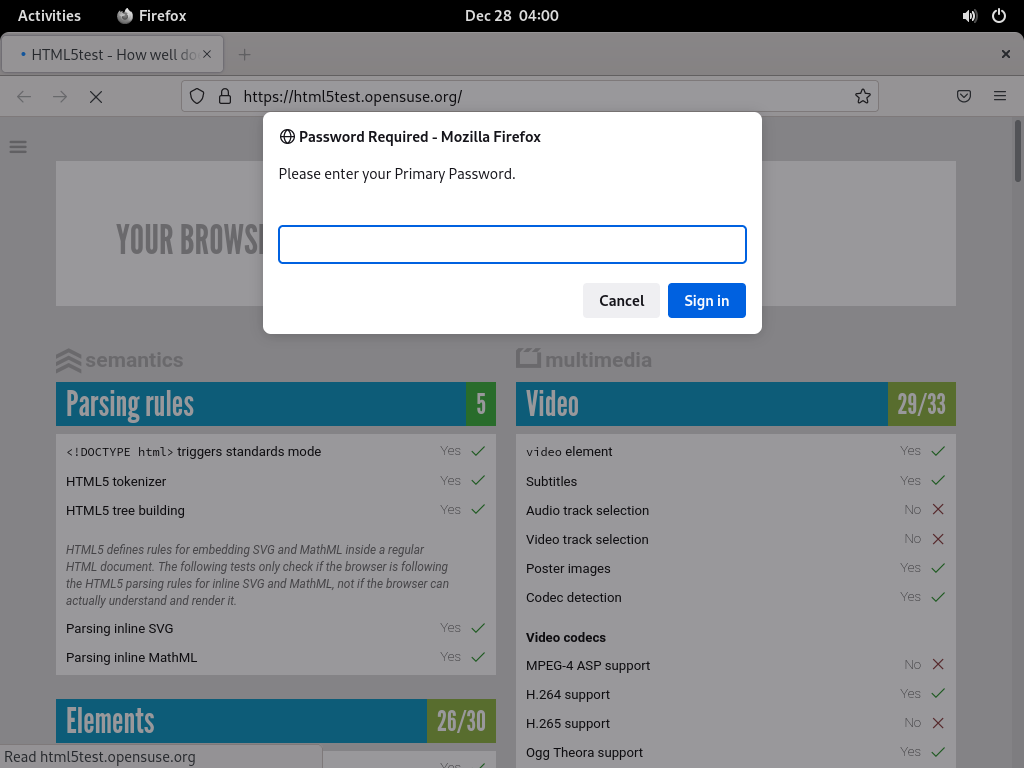 Activities Firefox Dec 28 04:00
HTML5test - How well do
https://html5test.opensuse.org/
Password Required - Mozilla Firefox
Please enter your Primary Password.
Cancel Sign in
YOUR BROWS
semantics
Parsing rules 5
<!DOCTYPE html> triggers standards mode Yes
HTML5 tokenizer Yes
HTML5 tree building Yes
HTML5 defines rules for embedding SVG and MathML inside a regular
HTML document. The following tests only check if the browser is following
the HTML5 parsing rules for inline SVG and MathML, not if the browser can
actually understand and render it.
Parsing inline SVG Yes
Parsing inline MathML Yes
Elements 26/30
Yes
multimedia
Video 29/33
video element Yes
Subtitles Yes
Audio track selection No
Video track selection No
Poster images Yes
Codec detection Yes
Video codecs
MPEG-4 ASP support No
H.264 support Yes
H.265 support No
Ogg Theora support Yes
Read html5test.opensuse.org